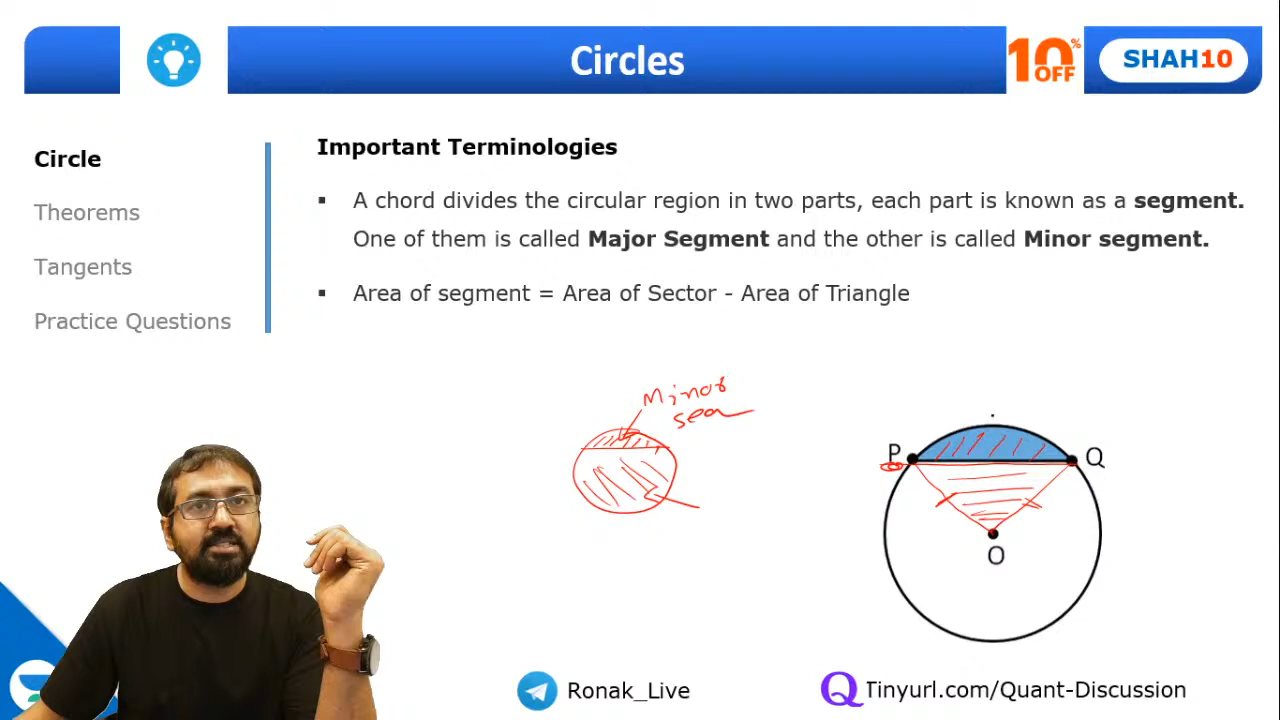 Circles
10% OFF
SHAH10
Circle
Theorems
Tangents
Practice Questions
Important Terminologies
▪ A chord divides the circular region in two parts, each part is known as a segment.
One of them is called Major Segment and the other is called Minor segment.
▪ Area of segment = Area of Sector - Area of Triangle
Minor
P
Q
O
Ronak_Live
Q Tinyurl.com/Quant-Discussion